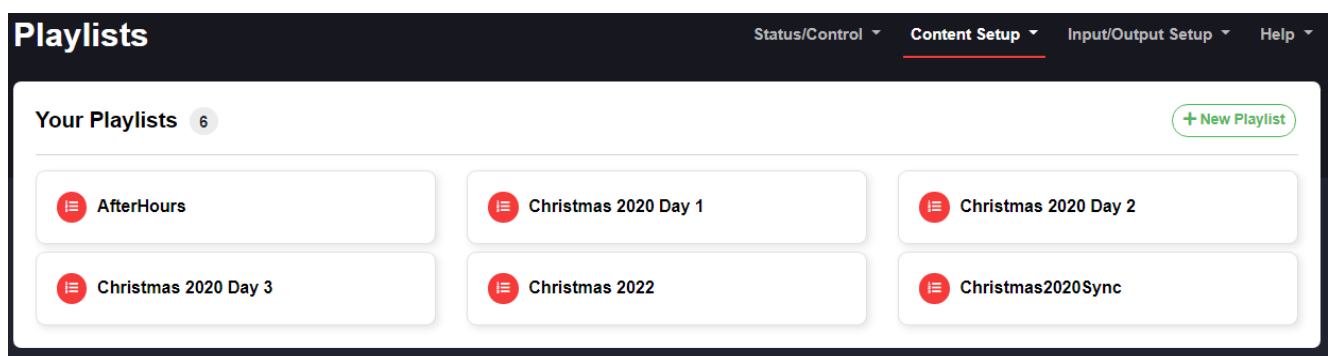 Playlists
Status/Control
Content Setup
Input/Output Setup
Help
Your Playlists 6
+ New Playlist
AfterHours
Christmas 2020 Day 1
Christmas 2020 Day 2
Christmas 2020 Day 3
Christmas 2022
Christmas2020Sync